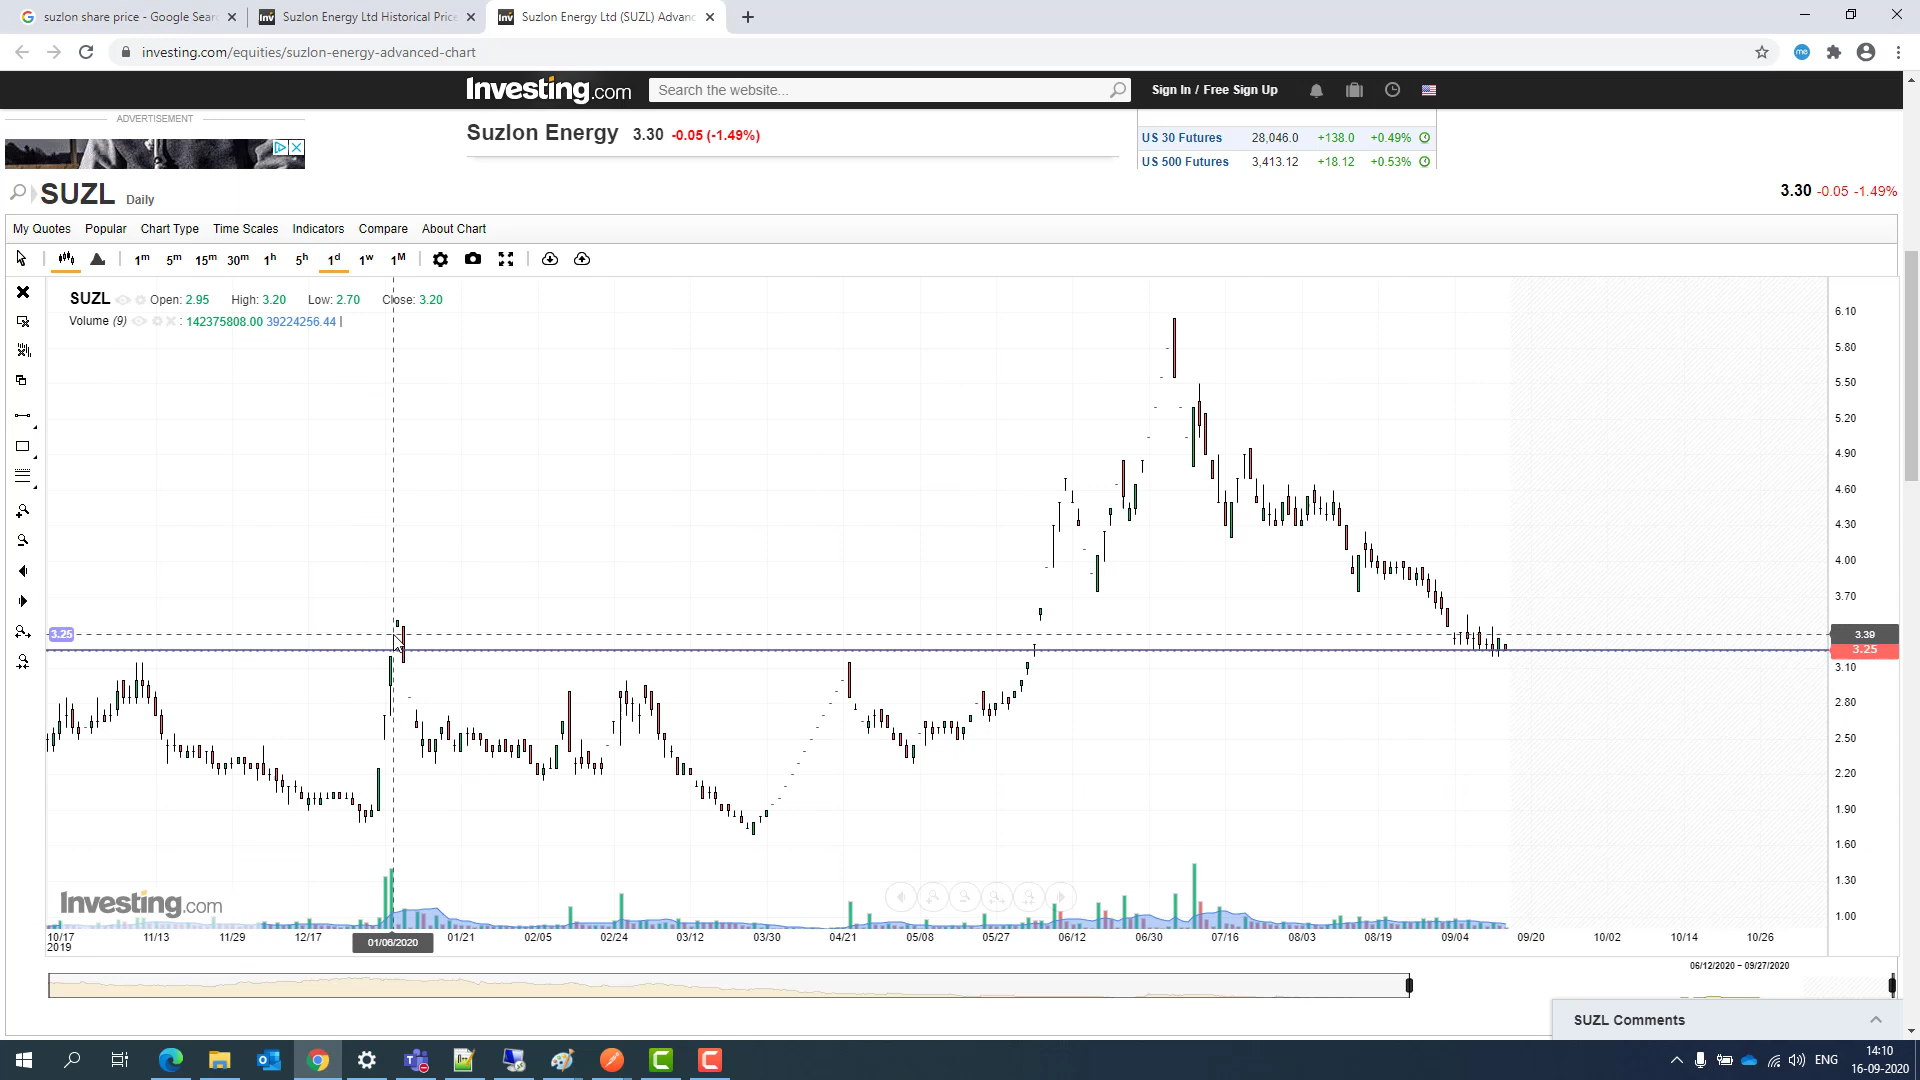 suzlon share price - Google Sear
Suzlon Energy Ltd Historical Price
Suzlon Energy Ltd (SUZL) Advanc
investing.com/equities/suzlon-energy-advanced-chart
Investing.com
Search the website...
Sign In / Free Sign Up
ADVERTISEMENT
Suzlon Energy 3.30 -0.05 (-1.49%)
US 30 Futures 28,046.0 +138.0 +0.49%
US 500 Futures 3,413.12 +18.12 +0.53%
SUZL Daily
3.30 -0.05 -1.49%
My Quotes Popular Chart Type Time Scales Indicators Compare About Chart
1m 5m 15m 30m 1h 5h 1d 1w 1M
SUZL Open: 2.95 High: 3.20 Low: 2.70 Close: 3.20
Volume (9) : 142375808.00 39224256.44 |
6.10
5.80
5.50
5.20
4.90
4.60
4.30
4.00
3.70
3.25
3.39
3.25
3.10
2.80
2.50
2.20
1.90
1.60
1.30
1.00
Investing.com
10/17 11/13 11/29 12/17 01/06/2020 01/21 02/05 02/24 03/12 03/30 04/21 05/08 05/27 06/12 06/30 07/16 08/03 08/19 09/04 09/20 10/02 10/14 10/26
2019
06/12/2020 – 09/27/2020
SUZL Comments
ENG
14:10
16-09-2020